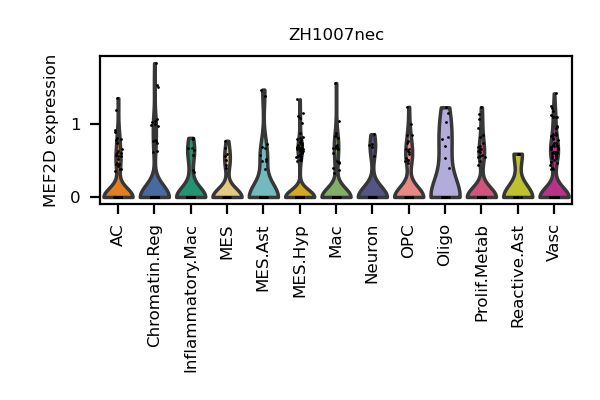 ZH1007nec
MEF2D expression
1
0
AC
Chromatin.Reg
Inflammatory.Mac
MES
MES.Ast
MES.Hyp
Mac
Neuron
OPC
Oligo
Prolif.Metab
Reactive.Ast
Vasc